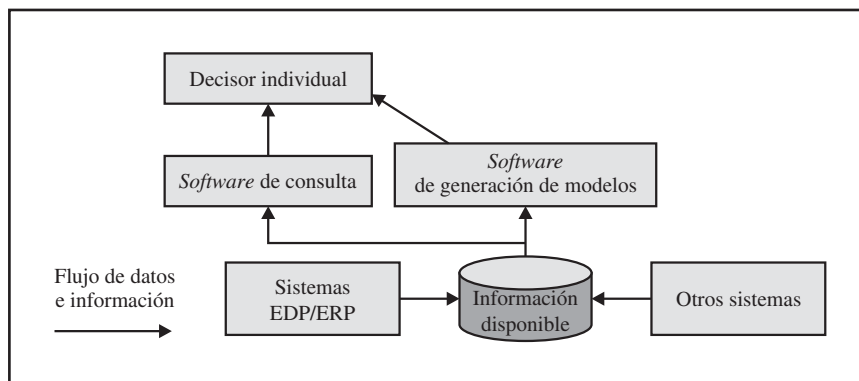 Decisor individual
Software de consulta
Software
de generación de modelos
Flujo de datos
e información
Sistemas
EDP/ERP
Información
disponible
Otros sistemas